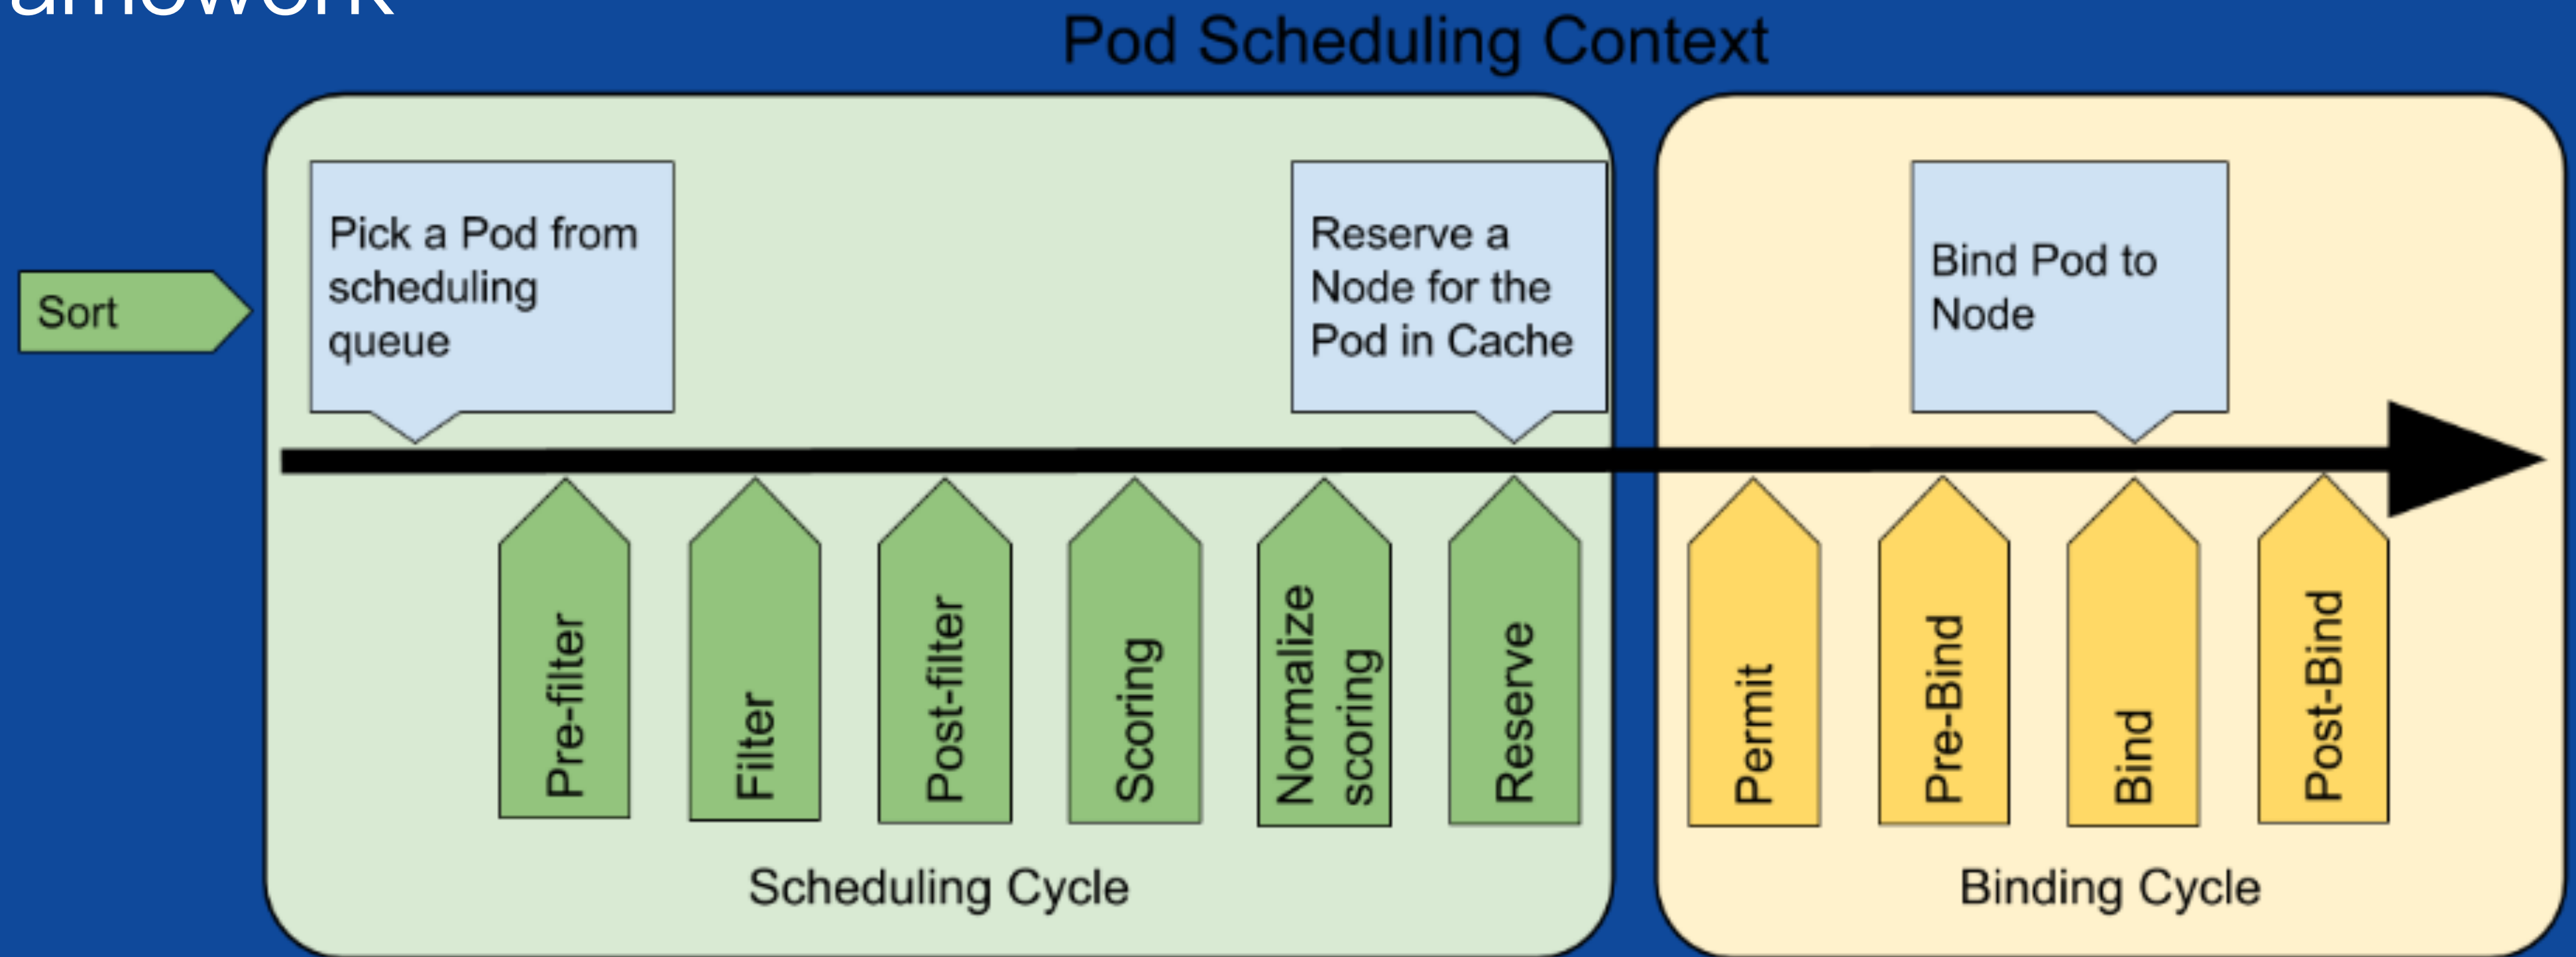 Pod Scheduling Context
Sort
Pick a Pod from
scheduling
queue
Reserve a
Node for the
Pod in Cache
Bind Pod to
Node
Pre-filter
Filter
Post-filter
Scoring
Normalize
scoring
Reserve
Permit
Pre-Bind
Bind
Post-Bind
Scheduling Cycle
Binding Cycle